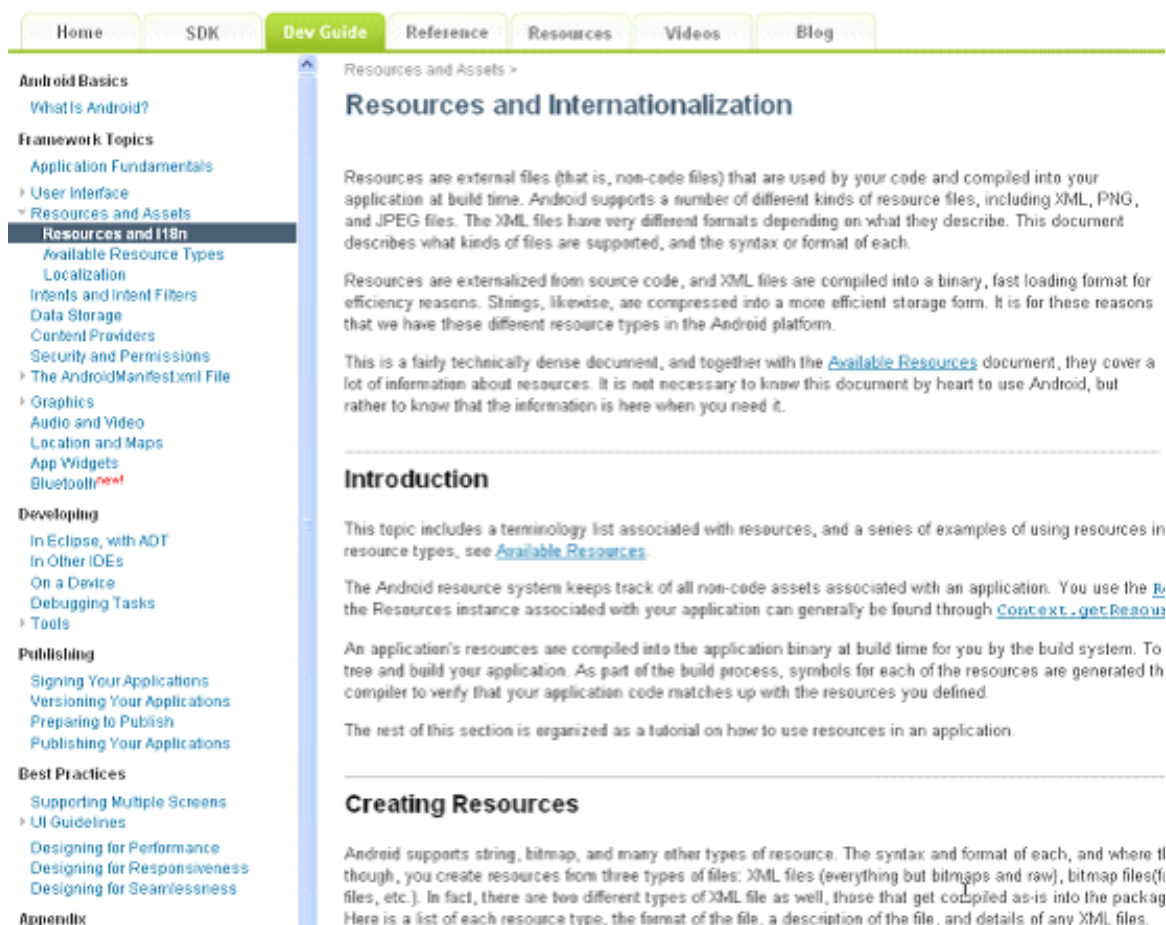 Home SDK Dev Guide Reference Resources Videos Blog
Android Basics
What Is Android?
Framework Topics
Application Fundamentals
User Interface
Resources and Assets
Resources and I18n
Available Resource Types
Localization
Intents and Intent Filters
Data Storage
Content Providers
Security and Permissions
The AndroidManifest.xml File
Graphics
Audio and Video
Location and Maps
App Widgets
Bluetooth new!
Developing
In Eclipse, with ADT
In Other IDEs
On a Device
Debugging Tasks
Tools
Publishing
Signing Your Applications
Versioning Your Applications
Preparing to Publish
Publishing Your Applications
Best Practices
Supporting Multiple Screens
UI Guidelines
Designing for Performance
Designing for Responsiveness
Designing for Seamlessness
Appendix
Resources and Assets >
Resources and Internationalization
Resources are external files (that is, non-code files) that are used by your code and compiled into your
application at build time. Android supports a number of different kinds of resource files, including XML, PNG,
and JPEG files. The XML files have very different formats depending on what they describe. This document
describes what kinds of files are supported, and the syntax or format of each.
Resources are externalized from source code, and XML files are compiled into a binary, fast loading format for
efficiency reasons. Strings, likewise, are compressed into a more efficient storage form. It is for these reasons
that we have these different resource types in the Android platform.
This is a fairly technically dense document, and together with the Available Resources document, they cover a
lot of information about resources. It is not necessary to know this document by heart to use Android, but
rather to know that the information is here when you need it.
Introduction
This topic includes a terminology list associated with resources, and a series of examples of using resources in
resource types, see Available Resources.
The Android resource system keeps track of all non-code assets associated with an application. You use the Re
the Resources instance associated with your application can generally be found through Context.getResour
An application's resources are compiled into the application binary at build time for you by the build system. To
tree and build your application. As part of the build process, symbols for each of the resources are generated th
compiler to verify that your application code matches up with the resources you defined.
The rest of this section is organized as a tutorial on how to use resources in an application.
Creating Resources
Android supports string, bitmap, and many other types of resource. The syntax and format of each, and where th
though, you create resources from three types of files: XML files (everything but bitmaps and raw), bitmap files(fo
files, etc.). In fact, there are two different types of XML file as well, those that get compiled as-is into the packag
Here is a list of each resource type, the format of the file, a description of the file, and details of any XML files.